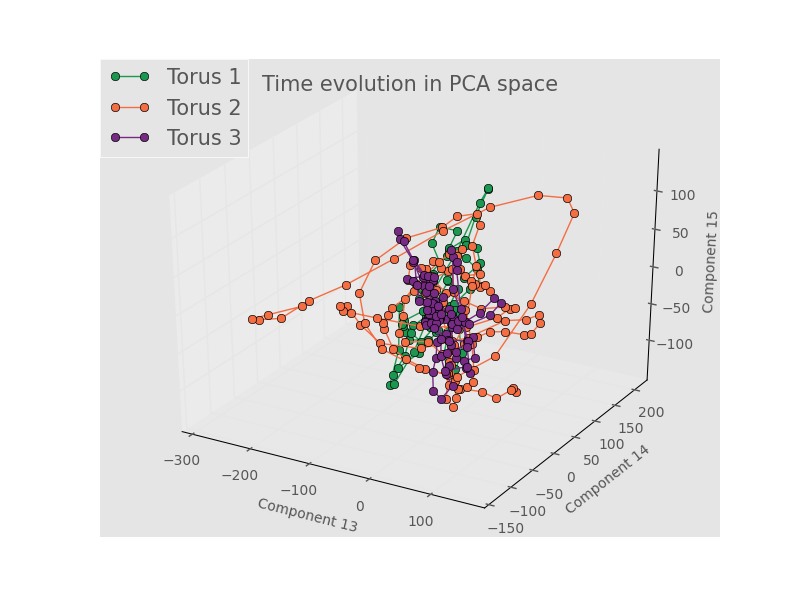 Torus 1
Torus 2
Torus 3
Time evolution in PCA space
100
50
0
−50
−100
Component 15
−300
−200
−100
0
100
Component 13
−150
−100
−50
0
50
100
150
200
Component 14